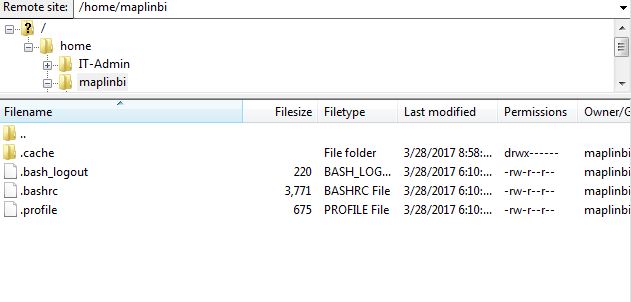 Remote site: /home/maplinbi
? /
home
IT-Admin
maplinbi
Filename Filesize Filetype Last modified Permissions Owner/G
..
.cache File folder 3/28/2017 8:58:... drwx------ maplinbi
.bash_logout 220 BASH_LOG... 3/28/2017 6:10:... -rw-r--r-- maplinbi
.bashrc 3,771 BASHRC File 3/28/2017 6:10:... -rw-r--r-- maplinbi
.profile 675 PROFILE File 3/28/2017 6:10:... -rw-r--r-- maplinbi